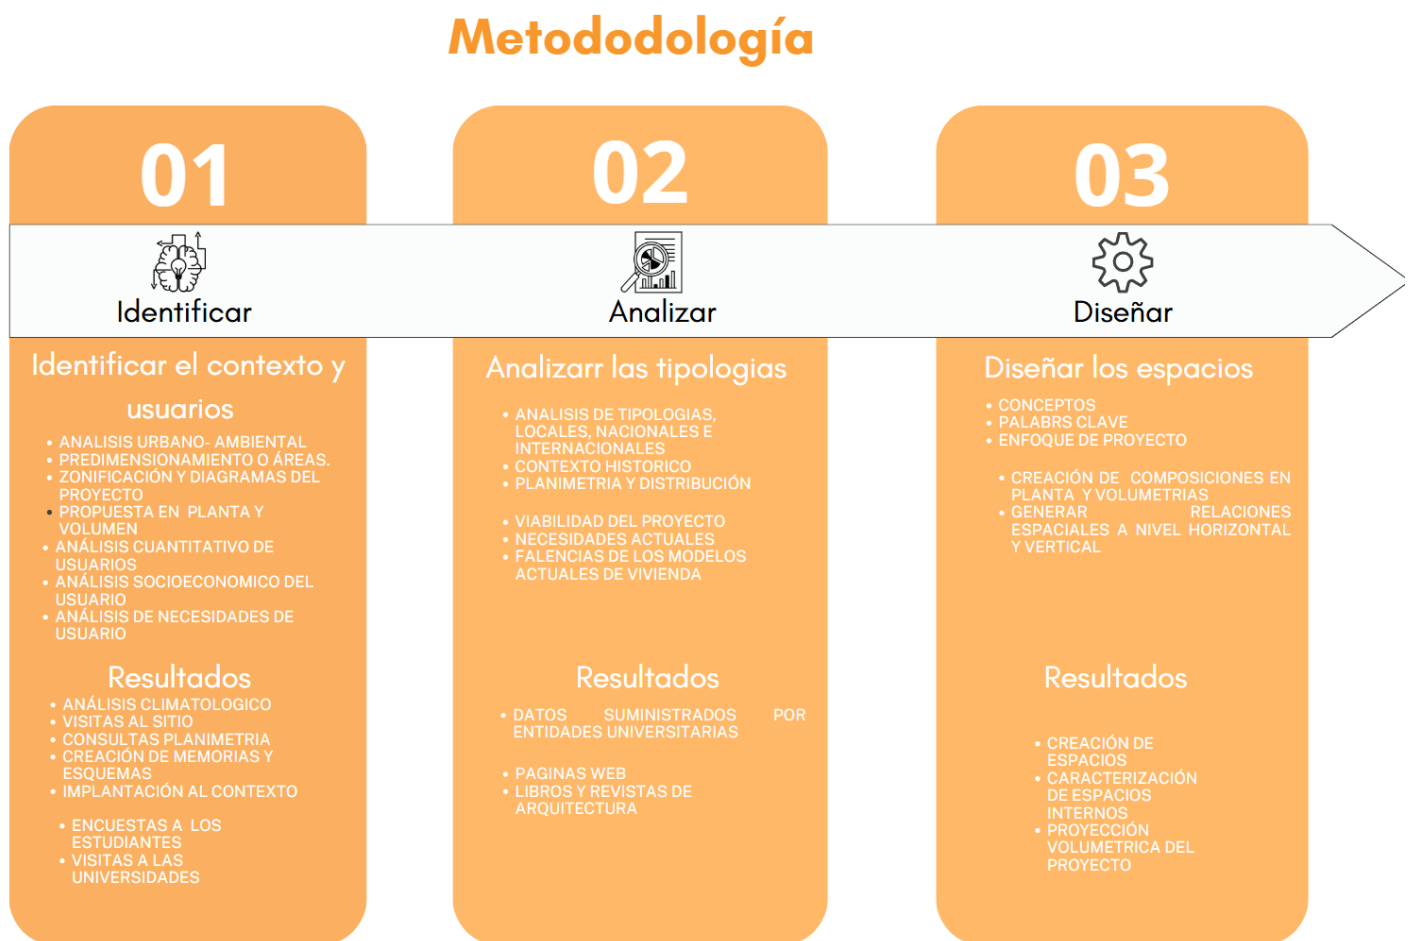 Metododología
01
Identificar
Identificar el contexto y
usuarios
• ANALISIS URBANO- AMBIENTAL
• PREDIMENSIONAMIENTO O ÁREAS.
• ZONIFICACIÓN Y DIAGRAMAS DEL
PROYECTO
• PROPUESTA EN PLANTA Y
VOLUMEN
• ANÁLISIS CUANTITATIVO DE
USUARIOS
• ANÁLISIS SOCIOECONOMICO DEL
USUARIO
• ANÁLISIS DE NECESIDADES DE
USUARIO
Resultados
• ANÁLISIS CLIMATOLOGICO
• VISITAS AL SITIO
• CONSULTAS PLANIMETRIA
• CREACIÓN DE MEMORIAS Y
ESQUEMAS
• IMPLANTACIÓN AL CONTEXTO
• ENCUESTAS A LOS
ESTUDIANTES
• VISITAS A LAS
UNIVERSIDADES
02
Analizar
Analizarr las tipologias
• ANALISIS DE TIPOLOGIAS,
LOCALES, NACIONALES E
INTERNACIONALES
• CONTEXTO HISTORICO
• PLANIMETRIA Y DISTRIBUCIÓN
• VIABILIDAD DEL PROYECTO
• NECESIDADES ACTUALES
• FALENCIAS DE LOS MODELOS
ACTUALES DE VIVIENDA
Resultados
• DATOS SUMINISTRADOS POR
ENTIDADES UNIVERSITARIAS
• PAGINAS WEB
• LIBROS Y REVISTAS DE
ARQUITECTURA
03
Diseñar
Diseñar los espacios
• CONCEPTOS
• PALABRS CLAVE
• ENFOQUE DE PROYECTO
• CREACIÓN DE COMPOSICIONES EN
PLANTA Y VOLUMETRIAS
• GENERAR RELACIONES
ESPACIALES A NIVEL HORIZONTAL
Y VERTICAL
Resultados
• CREACIÓN DE
ESPACIOS
• CARACTERIZACIÓN
DE ESPACIOS
INTERNOS
• PROYECCIÓN
VOLUMETRICA DEL
PROYECTO